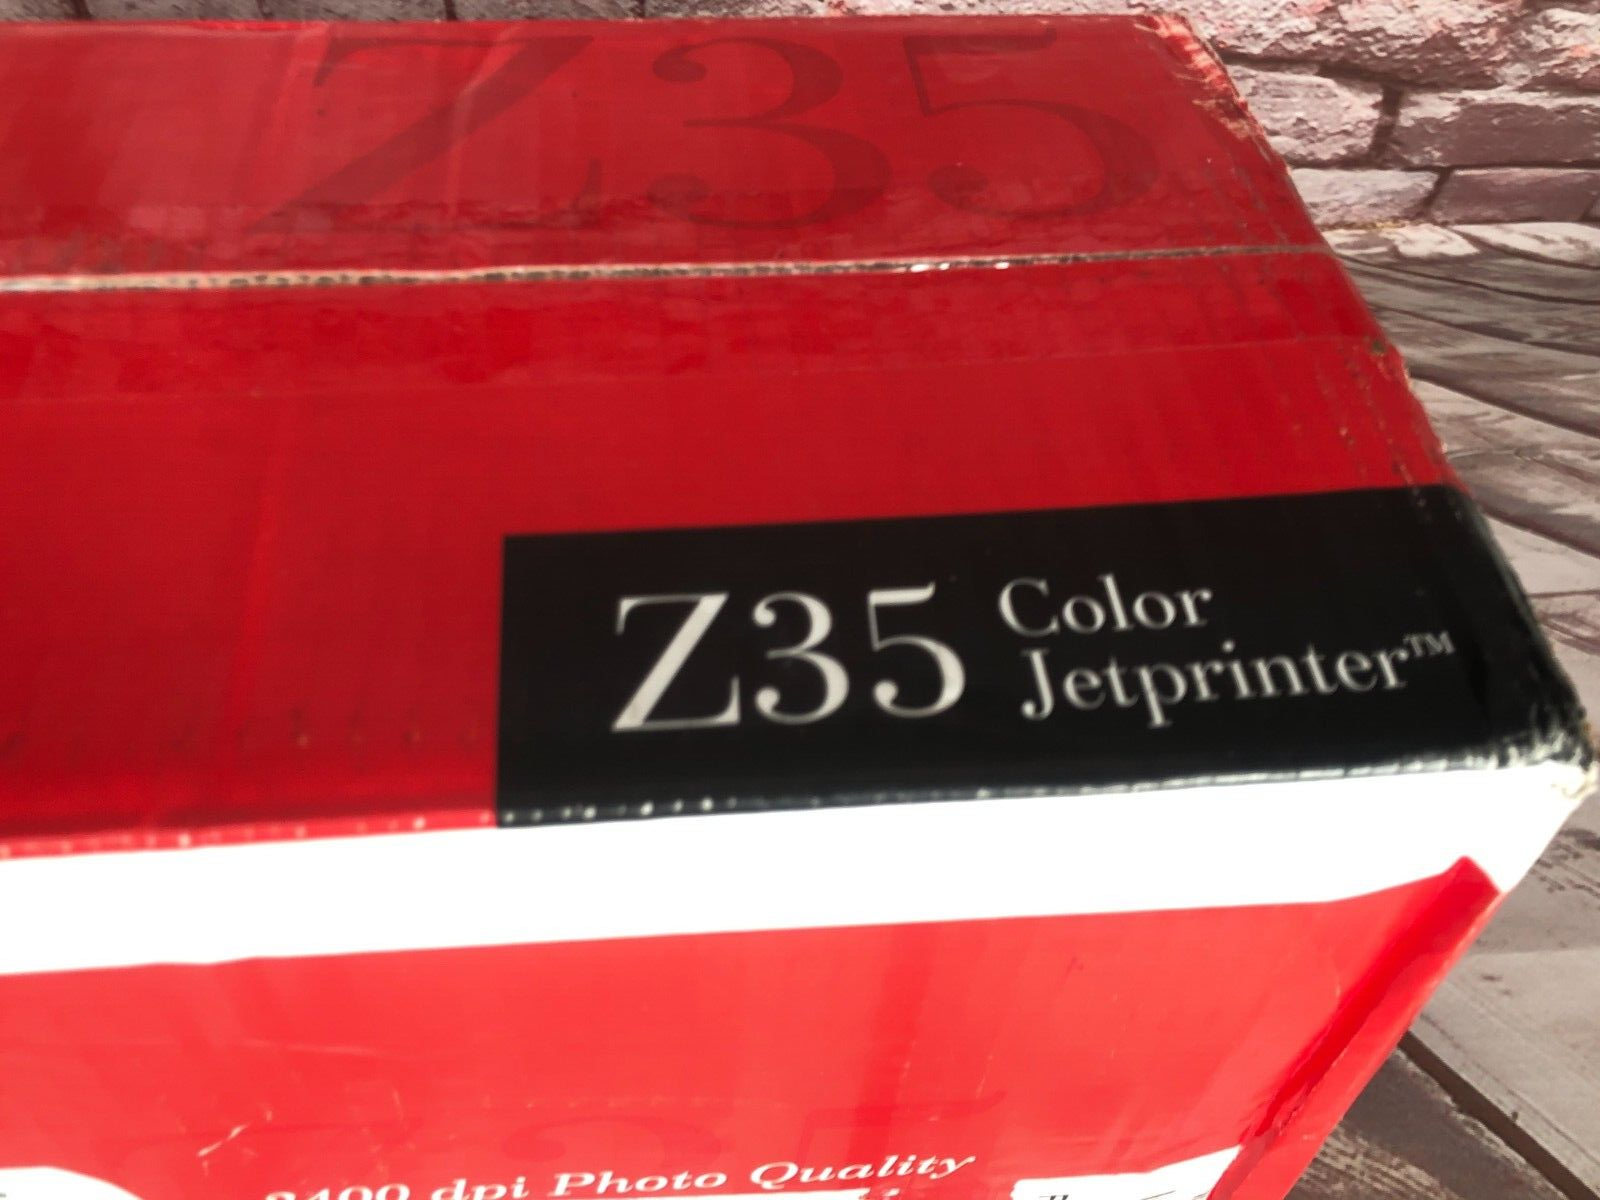 Z35
Z35 Color
Jetprinter™
2400 dpi Photo Quality